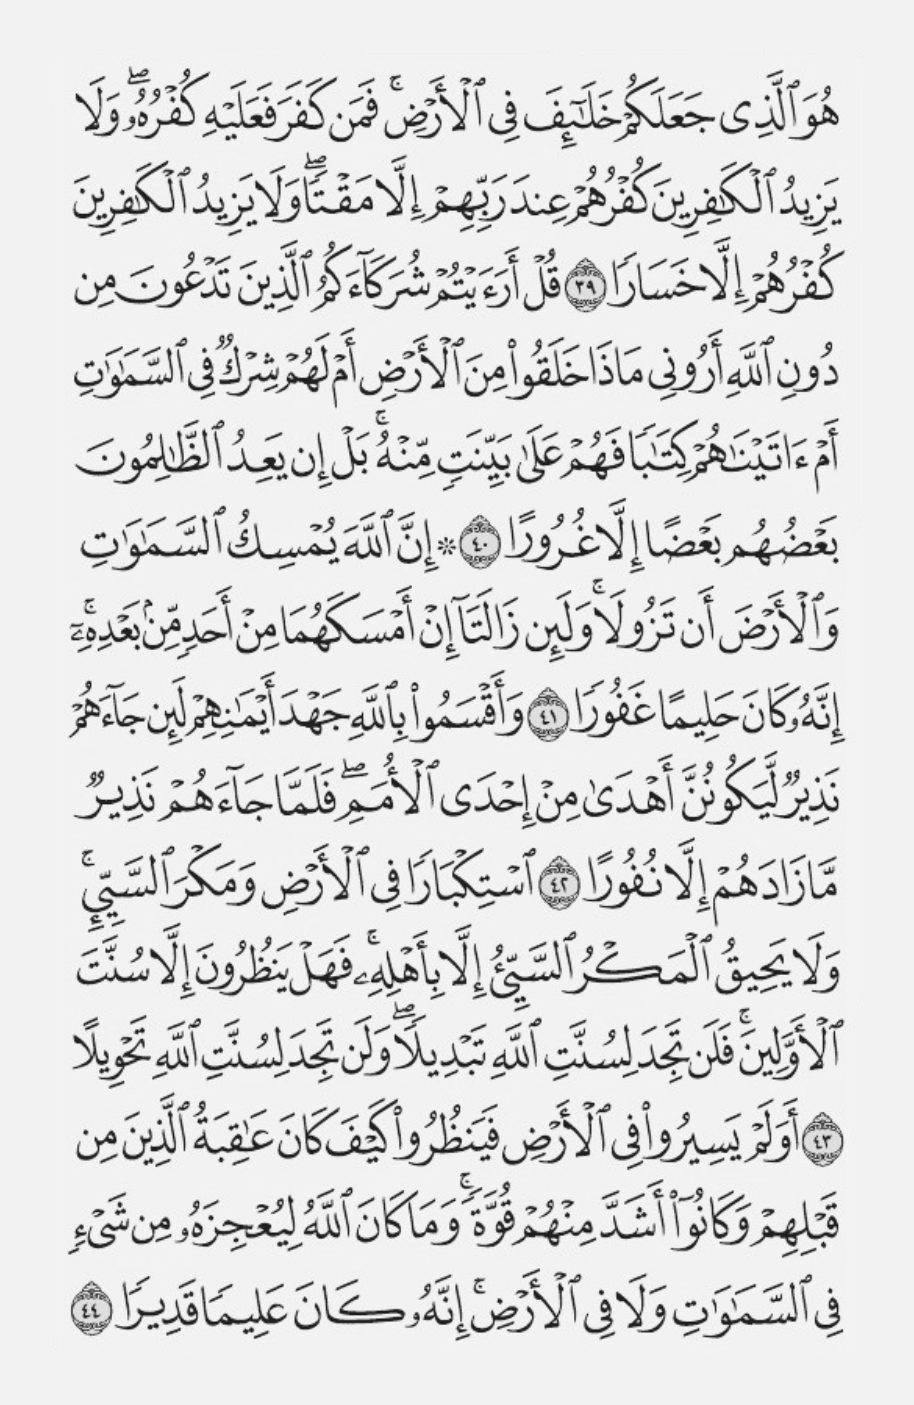 هُوَ ٱلَّذِى جَعَلَكُمْ خَلَـٰٓئِفَ فِى ٱلْأَرْضِ ۚ فَمَن كَفَرَ فَعَلَيْهِ كُفْرُهُۥ ۖ وَلَا
يَزِيدُ ٱلْكَـٰفِرِينَ كُفْرُهُمْ عِندَ رَبِّهِمْ إِلَّا مَقْتًا ۖ وَلَا يَزِيدُ ٱلْكَـٰفِرِينَ
كُفْرُهُمْ إِلَّا خَسَارًا ٣٩ قُلْ أَرَءَيْتُمْ شُرَكَآءَكُمُ ٱلَّذِينَ تَدْعُونَ مِن
دُونِ ٱللَّهِ أَرُونِى مَاذَا خَلَقُوا۟ مِنَ ٱلْأَرْضِ أَمْ لَهُمْ شِرْكٌ فِى ٱلسَّمَـٰوَٰتِ
أَمْ ءَاتَيْنَـٰهُمْ كِتَـٰبًا فَهُمْ عَلَىٰ بَيِّنَتٍ مِّنْهُ ۚ بَلْ إِن يَعِدُ ٱلظَّـٰلِمُونَ
بَعْضُهُم بَعْضًا إِلَّا غُرُورًا ٤٠ ۞ إِنَّ ٱللَّهَ يُمْسِكُ ٱلسَّمَـٰوَٰتِ
وَٱلْأَرْضَ أَن تَزُولَا ۚ وَلَئِن زَالَتَآ إِنْ أَمْسَكَهُمَا مِنْ أَحَدٍ مِّنۢ بَعْدِهِۦٓ ۚ
إِنَّهُۥ كَانَ حَلِيمًا غَفُورًا ٤١ وَأَقْسَمُوا۟ بِٱللَّهِ جَهْدَ أَيْمَـٰنِهِمْ لَئِن جَآءَهُمْ
نَذِيرٌ لَّيَكُونُنَّ أَهْدَىٰ مِنْ إِحْدَى ٱلْأُمَمِ ۖ فَلَمَّا جَآءَهُمْ نَذِيرٌ
مَّا زَادَهُمْ إِلَّا نُفُورًا ٤٢ ٱسْتِكْبَارًا فِى ٱلْأَرْضِ وَمَكْرَ ٱلسَّيِّئِ ۚ
وَلَا يَحِيقُ ٱلْمَكْرُ ٱلسَّيِّئُ إِلَّا بِأَهْلِهِۦ ۚ فَهَلْ يَنظُرُونَ إِلَّا سُنَّتَ
ٱلْأَوَّلِينَ ۚ فَلَن تَجِدَ لِسُنَّتِ ٱللَّهِ تَبْدِيلًا ۖ وَلَن تَجِدَ لِسُنَّتِ ٱللَّهِ تَحْوِيلًا
٤٣ أَوَلَمْ يَسِيرُوا۟ فِى ٱلْأَرْضِ فَيَنظُرُوا۟ كَيْفَ كَانَ عَـٰقِبَةُ ٱلَّذِينَ مِن
قَبْلِهِمْ وَكَانُوٓا۟ أَشَدَّ مِنْهُمْ قُوَّةً ۚ وَمَا كَانَ ٱللَّهُ لِيُعْجِزَهُۥ مِن شَىْءٍ
فِى ٱلسَّمَـٰوَٰتِ وَلَا فِى ٱلْأَرْضِ ۚ إِنَّهُۥ كَانَ عَلِيمًا قَدِيرًا ٤٤